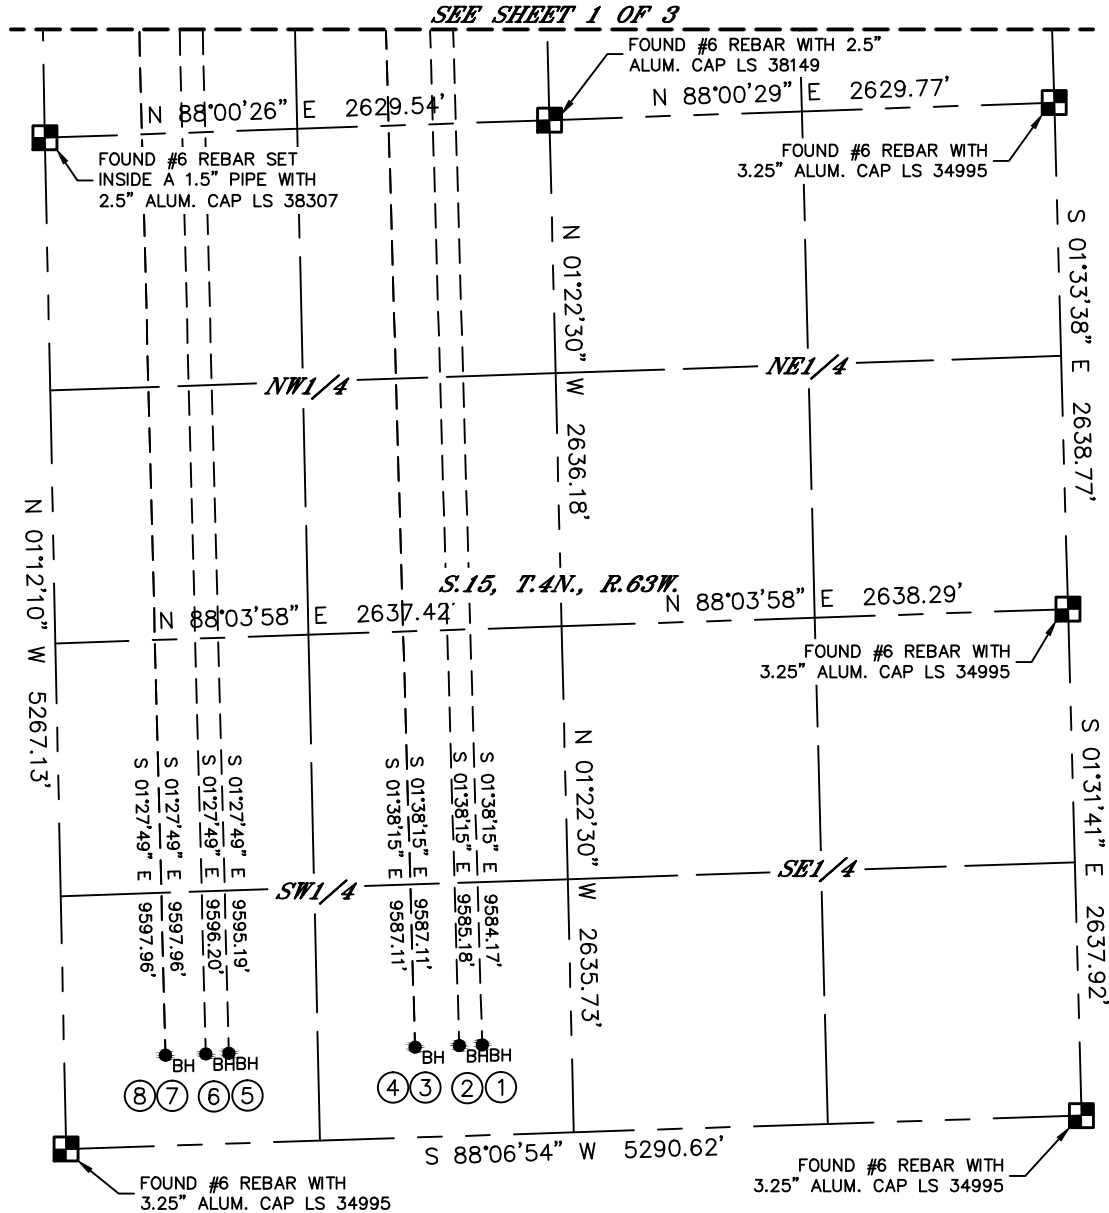 SEE SHEET 1 OF 3
FOUND #6 REBAR WITH 2.5"
ALUM. CAP LS 38149
N 88°00'26" E 2629.54'
N 88°00'29" E 2629.77'
FOUND #6 REBAR SET
INSIDE A 1.5" PIPE WITH
2.5" ALUM. CAP LS 38307
FOUND #6 REBAR WITH
3.25" ALUM. CAP LS 34995
N 01°22'30" W 2636.18'
S 01°33'38" E 2638.77'
NW1/4
NE1/4
N 01°12'10" W 5267.13'
S.15, T.4N., R.63W.
N 88°03'58" E 2637.42'
N 88°03'58" E 2638.29'
FOUND #6 REBAR WITH
3.25" ALUM. CAP LS 34995
S 01°27'49" E 9597.96'
S 01°27'49" E 9597.96'
S 01°27'49" E 9596.20'
S 01°27'49" E 9595.19'
S 01°38'15" E 9587.11'
S 01°38'15" E 9587.11'
S 01°38'15" E 9585.18'
S 01°38'15" E 9584.17'
N 01°22'30" W 2635.73'
S 01°31'41" E 2637.92'
SW1/4
SE1/4
BH BH BH BH BH BH
8 7 6 5 4 3 2 1
S 88°06'54" W 5290.62'
FOUND #6 REBAR WITH
3.25" ALUM. CAP LS 34995
FOUND #6 REBAR WITH
3.25" ALUM. CAP LS 34995